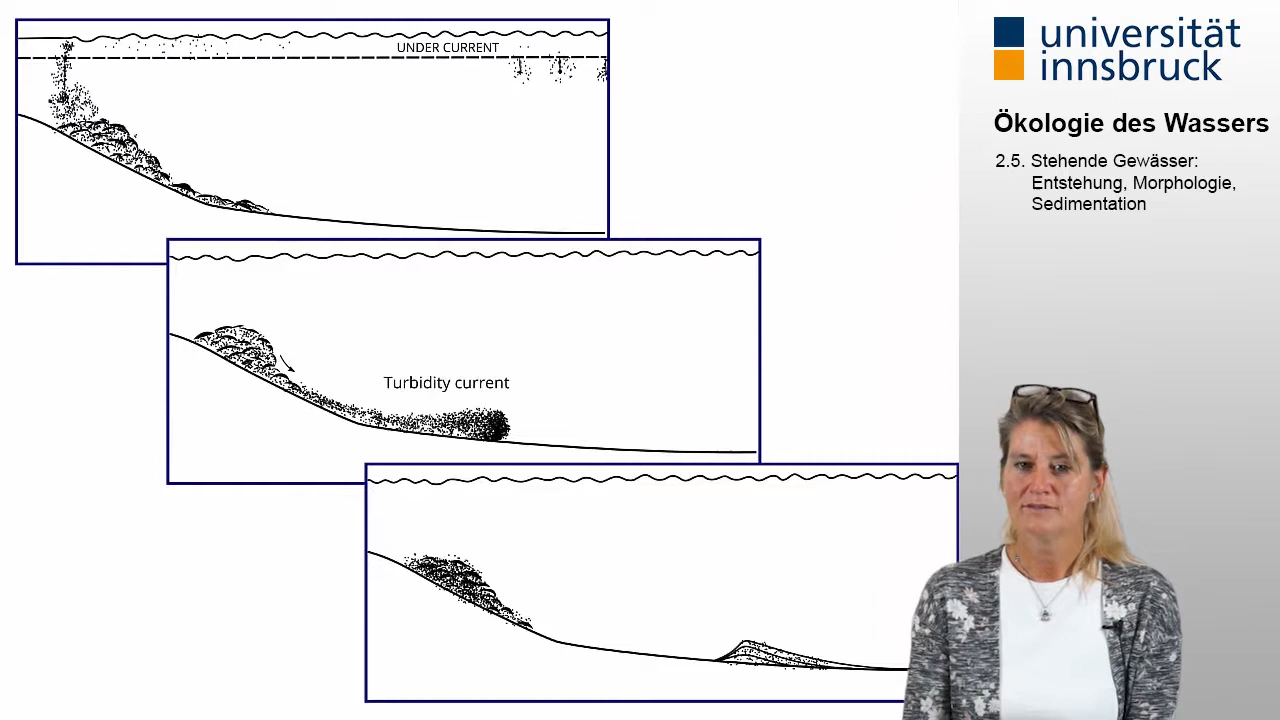 UNDER CURRENT
Turbidity current
universität
innsbruck
Ökologie des Wassers
2.5. Stehende Gewässer:
Entstehung, Morphologie,
Sedimentation